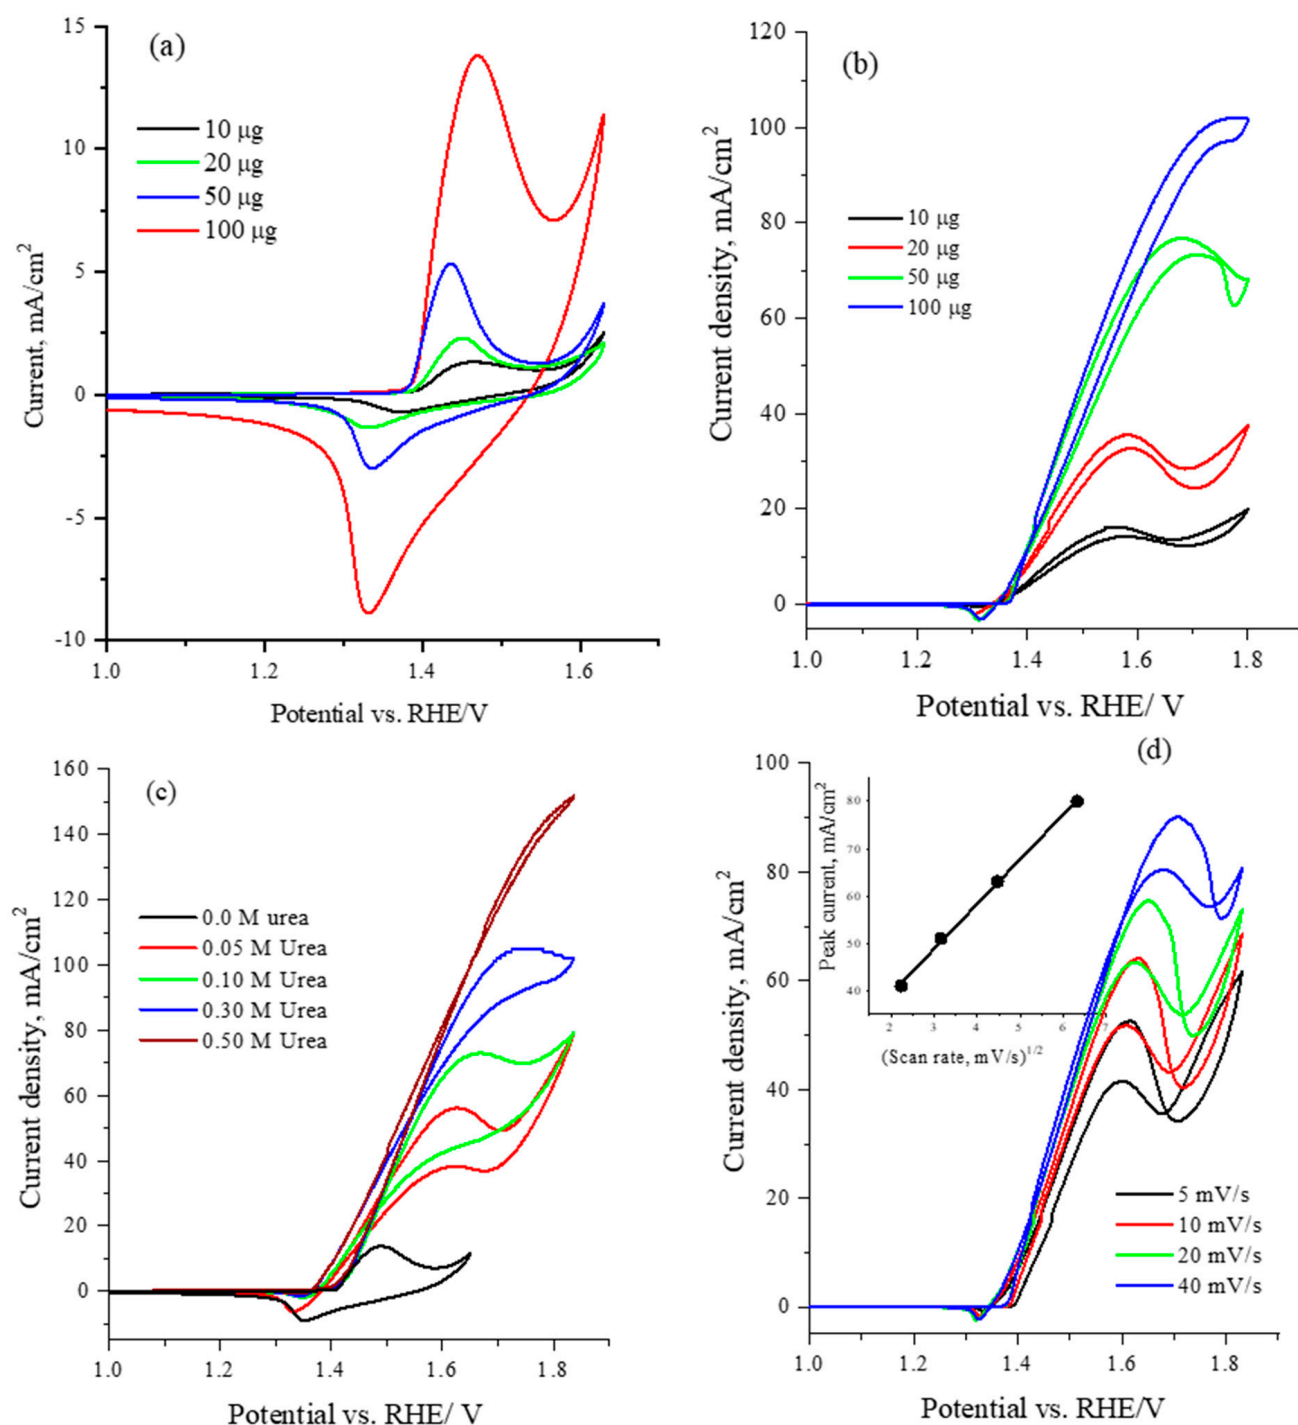 (a)
15
10
5
0
-5
-10
Current, mA/cm²
10 µg
20 µg
50 µg
100 µg
1.0
1.2
1.4
1.6
Potential vs. RHE/V
(b)
120
100
80
60
40
20
0
Current density, mA/cm²
10 µg
20 µg
50 µg
100 µg
1.0
1.2
1.4
1.6
1.8
Potential vs. RHE/ V
(c)
160
140
120
100
80
60
40
20
0
Current density, mA/cm²
0.0 M urea
0.05 M Urea
0.10 M Urea
0.30 M Urea
0.50 M Urea
1.0
1.2
1.4
1.6
1.8
Potential vs. RHE/ V
(d)
100
80
60
40
20
0
Current density, mA/cm²
Peak current, mA/cm²
80
70
60
50
40
2
3
4
5
6
7
(Scan rate, mV/s)¹/²
5 mV/s
10 mV/s
20 mV/s
40 mV/s
1.0
1.2
1.4
1.6
1.8
Potential vs. RHE/ V